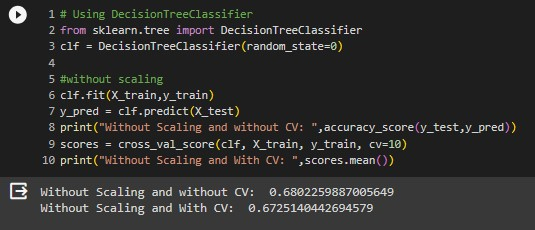 1 # Using DecisionTreeClassifier
2 from sklearn.tree import DecisionTreeClassifier
3 clf = DecisionTreeClassifier(random_state=0)
4
5 #without scaling
6 clf.fit(X_train,y_train)
7 y_pred = clf.predict(X_test)
8 print("Without Scaling and without CV: ",accuracy_score(y_test,y_pred))
9 scores = cross_val_score(clf, X_train, y_train, cv=10)
10 print("Without Scaling and With CV: ",scores.mean())
Without Scaling and without CV:  0.6802259887005649
Without Scaling and With CV:  0.6725140442694579